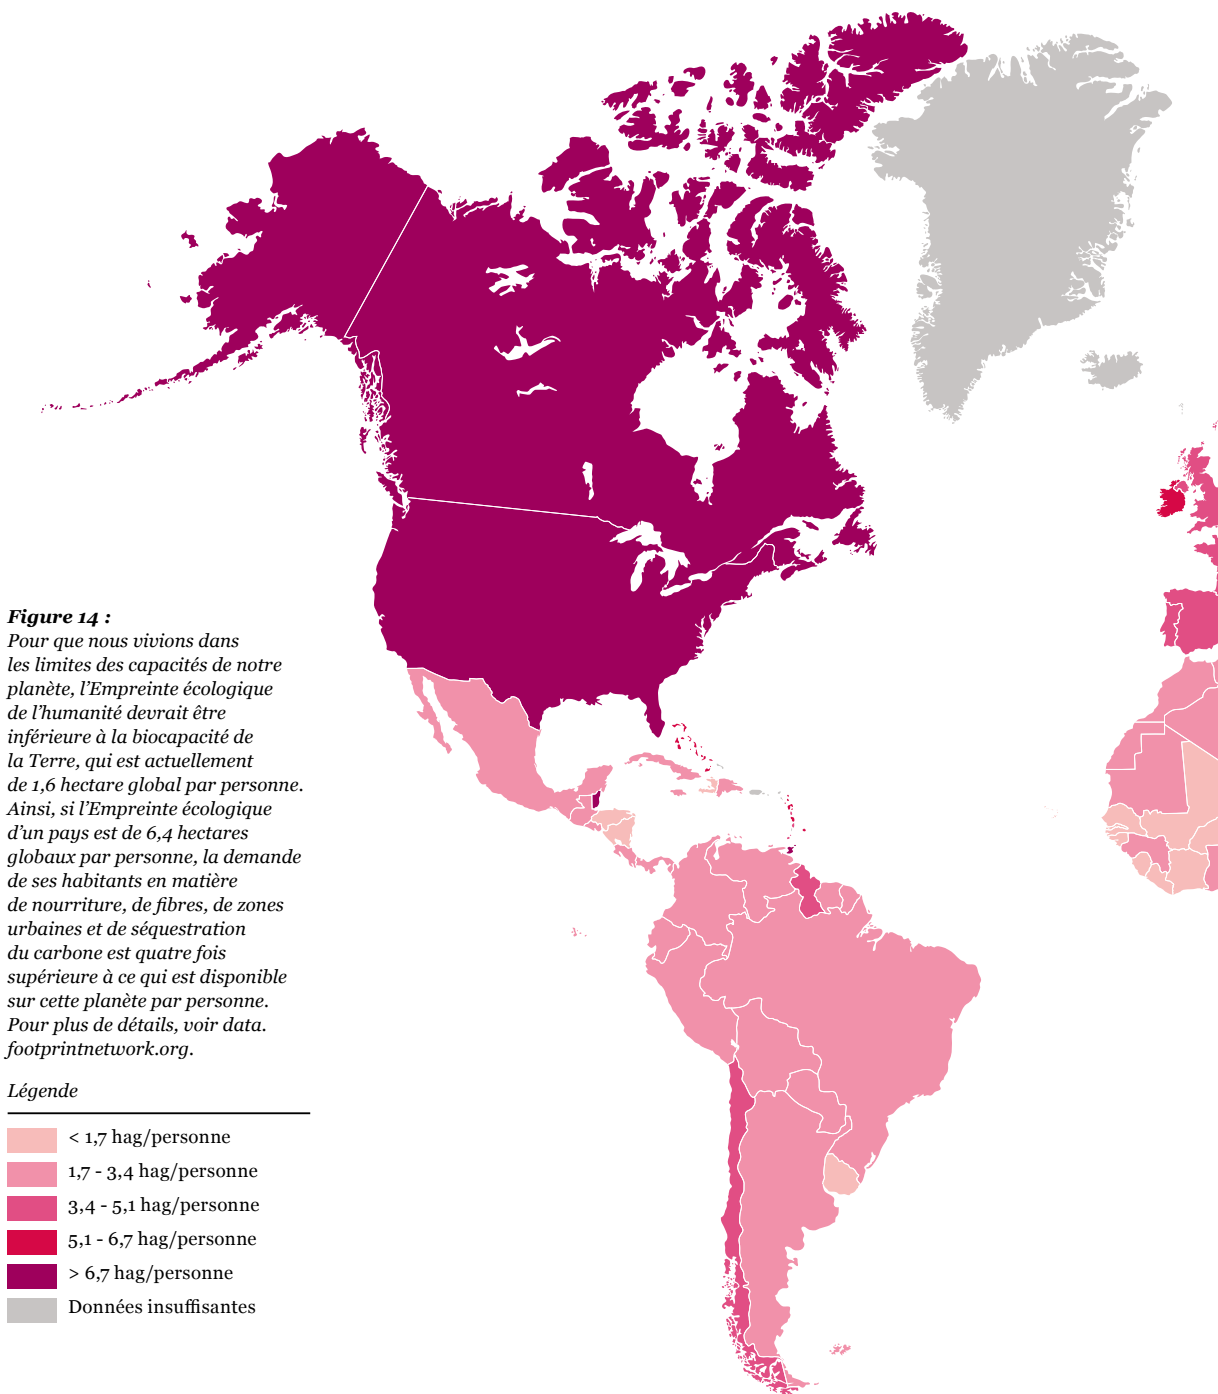 Figure 14 :
Pour que nous vivions dans
les limites des capacités de notre
planète, l’Empreinte écologique
de l’humanité devrait être
inférieure à la biocapacité de
la Terre, qui est actuellement
de 1,6 hectare global par personne.
Ainsi, si l’Empreinte écologique
d’un pays est de 6,4 hectares
globaux par personne, la demande
de ses habitants en matière
de nourriture, de fibres, de zones
urbaines et de séquestration
du carbone est quatre fois
supérieure à ce qui est disponible
sur cette planète par personne.
Pour plus de détails, voir data.
footprintnetwork.org.
Légende
< 1,7 hag/personne
1,7 - 3,4 hag/personne
3,4 - 5,1 hag/personne
5,1 - 6,7 hag/personne
> 6,7 hag/personne
Données insuffisantes